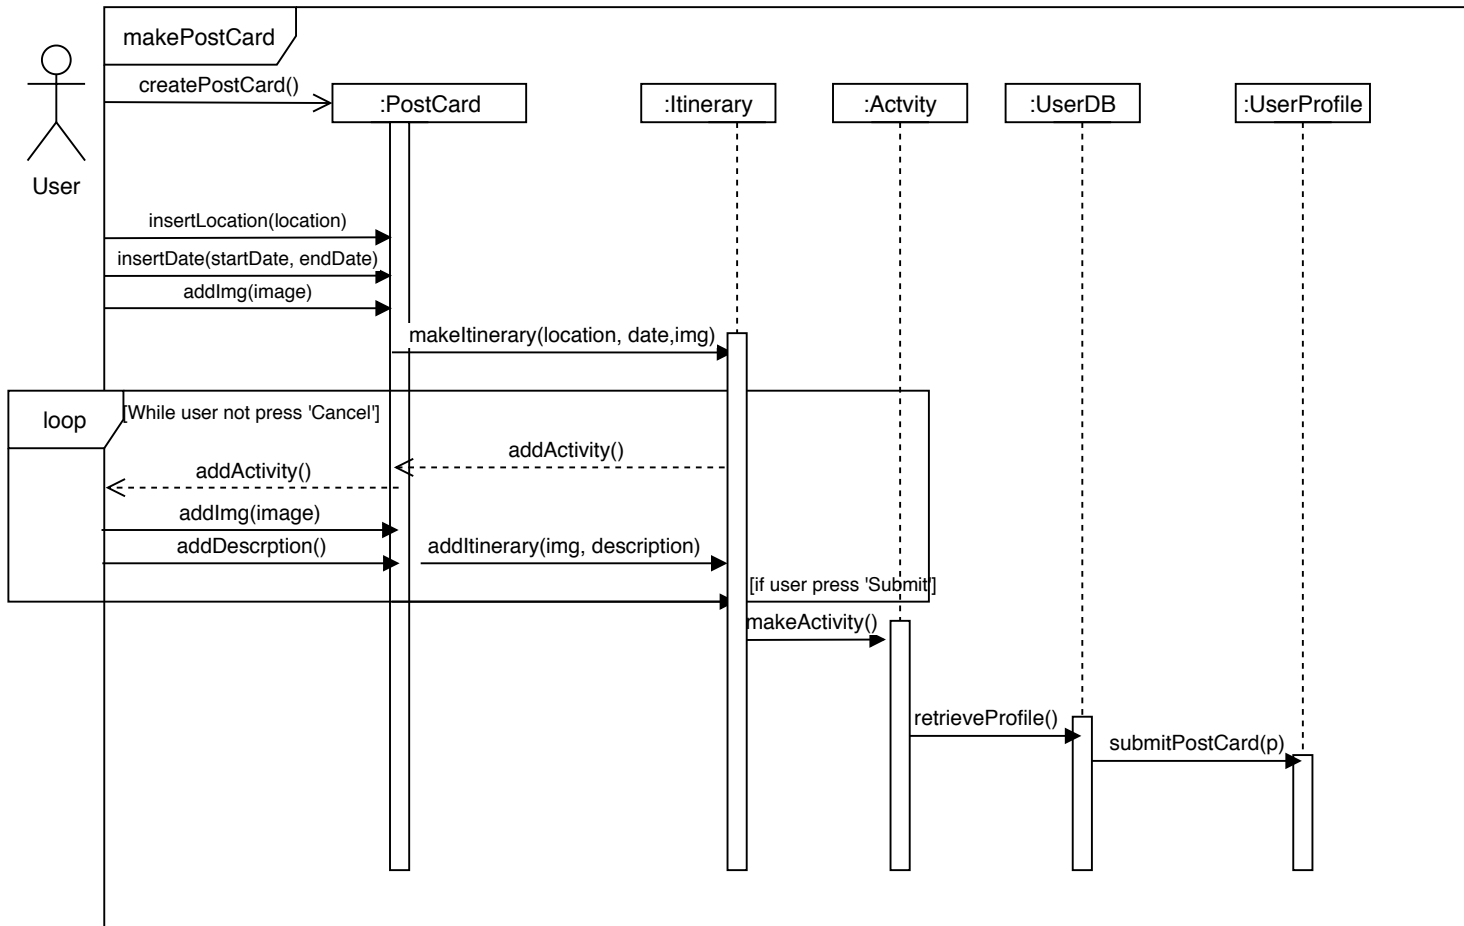 makePostCard
createPostCard()
:PostCard
:Itinerary
:Actvity
:UserDB
:UserProfile
User
insertLocation(location)
insertDate(startDate, endDate)
addImg(image)
makeItinerary(location, date,img)
loop
[While user not press 'Cancel']
addActivity()
addActivity()
addImg(image)
addDescrption()
addItinerary(img, description)
[if user press 'Submit']
makeActivity()
retrieveProfile()
submitPostCard(p)